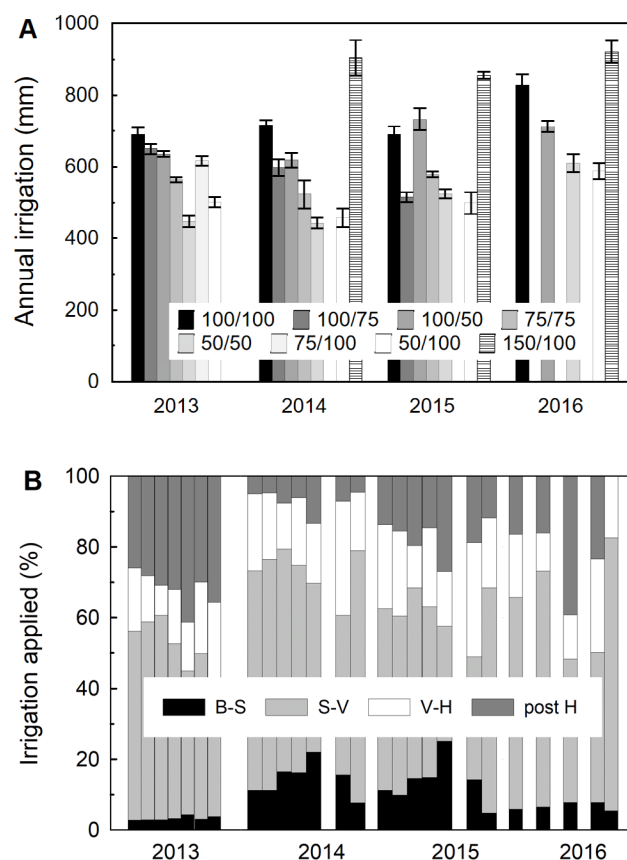 A
Annual irrigation (mm)
1000
800
600
400
200
0
100/100 100/75 100/50 75/75
50/50 75/100 50/100 150/100
2013 2014 2015 2016
B
Irrigation applied (%)
100
80
60
40
20
0
B-S S-V V-H post H
2013 2014 2015 2016